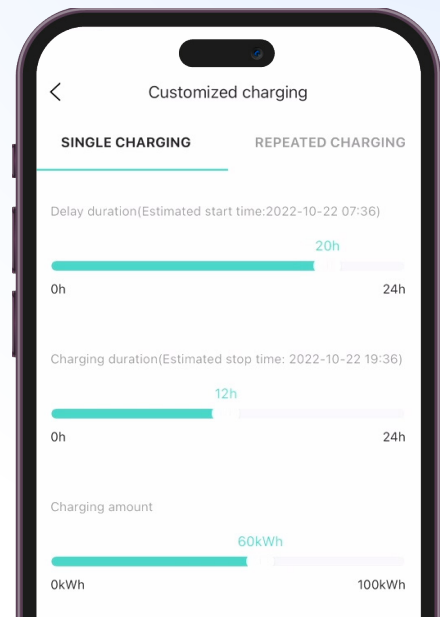 Customized charging
SINGLE CHARGING REPEATED CHARGING
Delay duration(Estimated start time:2022-10-22 07:36)
20h
0h 24h
Charging duration(Estimated stop time: 2022-10-22 19:36)
12h
0h 24h
Charging amount
60kWh
0kWh 100kWh